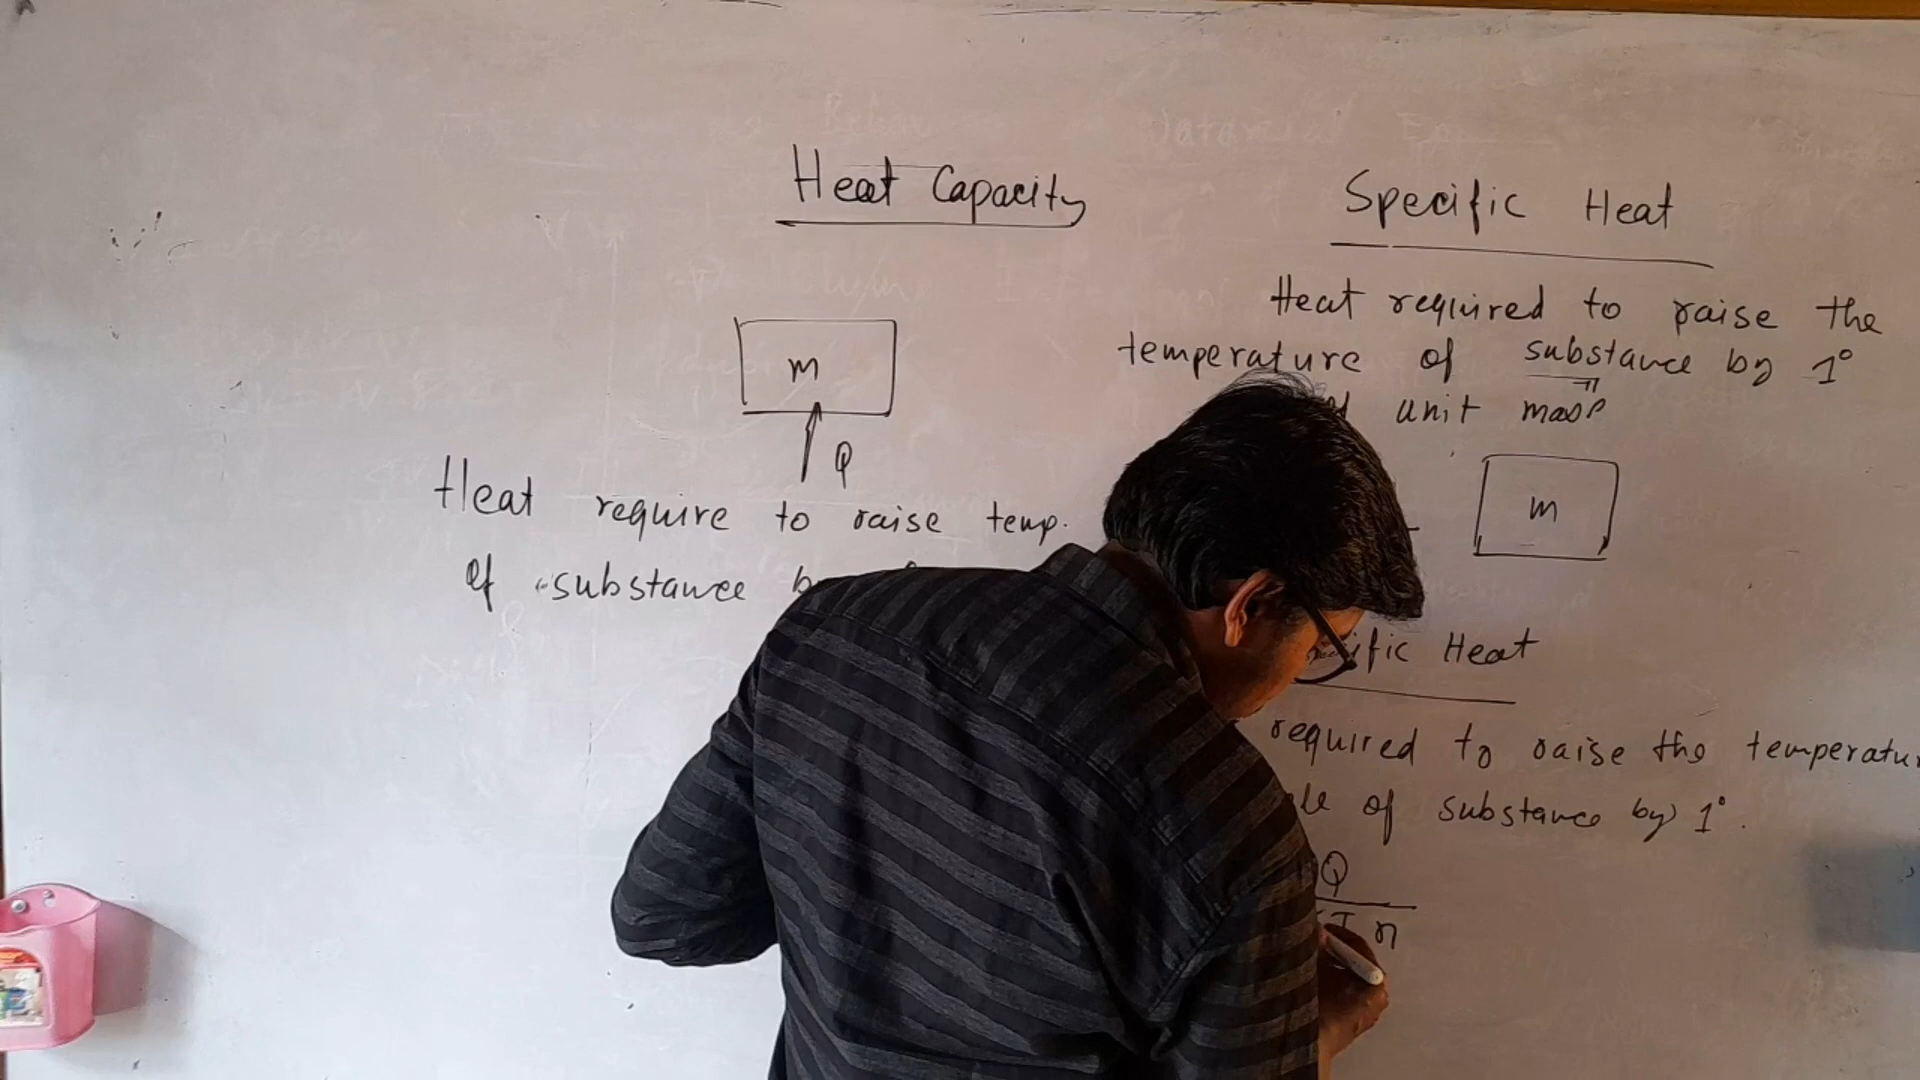 Heat Capacity
m
Q
Heat require to raise temp.
of substance
Specific Heat
Heat required to raise the
temperature of substance by 1°
unit mass
m
ific Heat
required to raise the temperatur
of substance by 1°.
Q
n